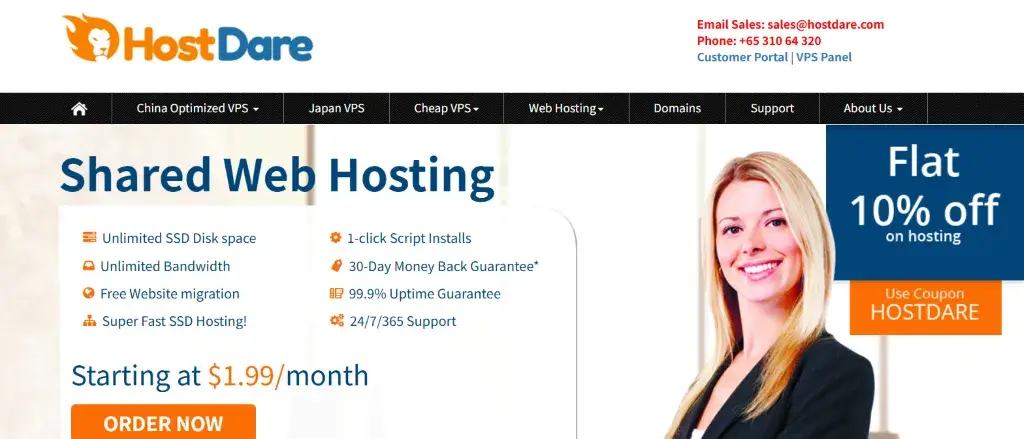 HostDare
Email Sales: sales@hostdare.com
Phone: +65 310 64 320
Customer Portal | VPS Panel
China Optimized VPS
Japan VPS
Cheap VPS
Web Hosting
Domains
Support
About Us
Shared Web Hosting
Unlimited SSD Disk space
Unlimited Bandwidth
Free Website migration
Super Fast SSD Hosting!
1-click Script Installs
30-Day Money Back Guarantee*
99.9% Uptime Guarantee
24/7/365 Support
Starting at $1.99/month
ORDER NOW
Flat
10% off
on hosting
Use Coupon
HOSTDARE